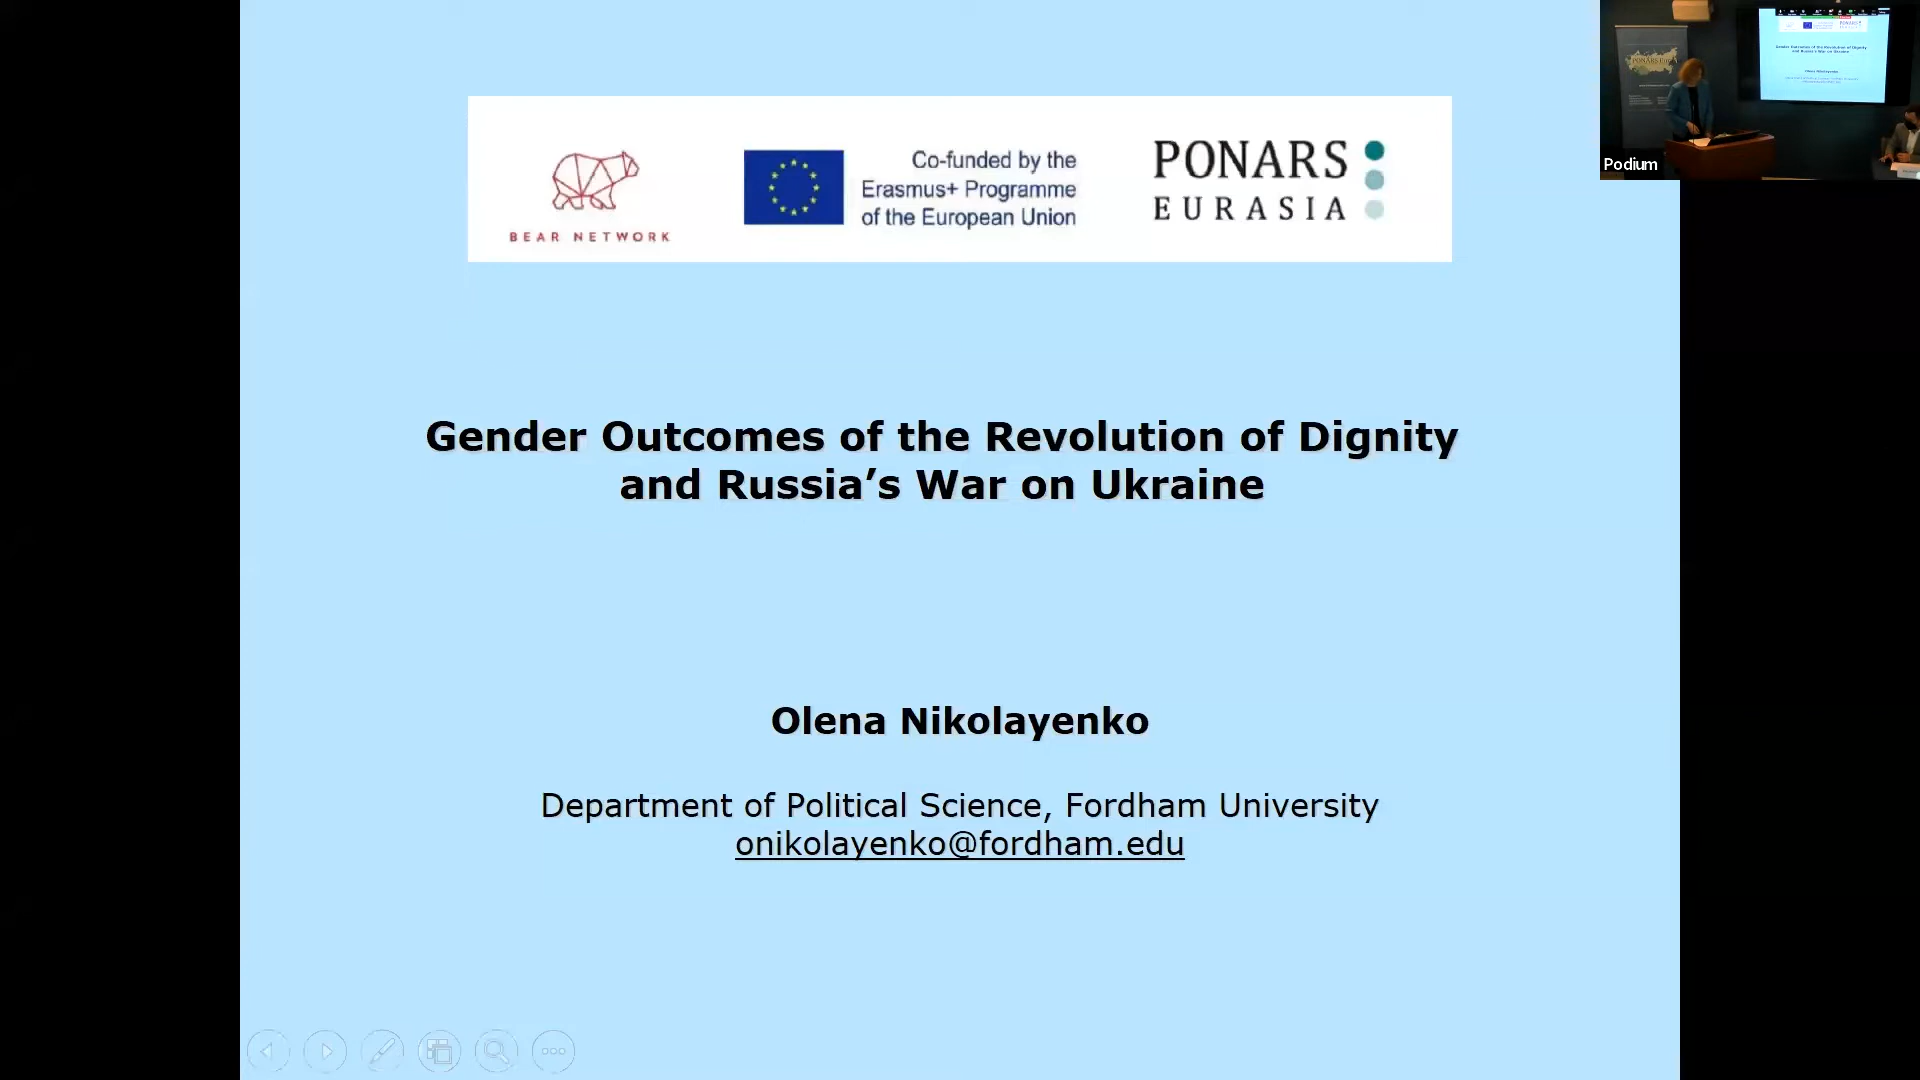 BEAR NETWORK
Co-funded by the
Erasmus+ Programme
of the European Union
PONARS
EURASIA
Podium
Gender Outcomes of the Revolution of Dignity
and Russia’s War on Ukraine
Olena Nikolayenko
Department of Political Science, Fordham University
onikolayenko@fordham.edu